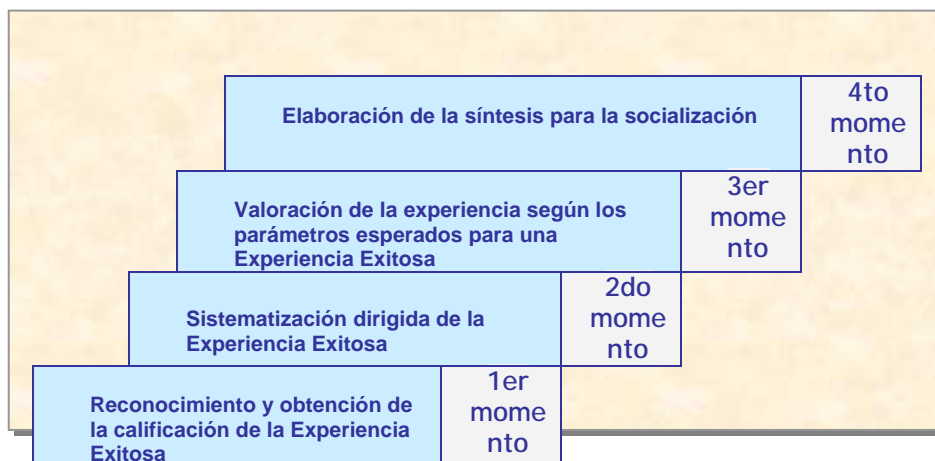 Elaboración de la síntesis para la socialización
4to
mome
nto
Valoración de la experiencia según los
parámetros esperados para una
Experiencia Exitosa
3er
mome
nto
Sistematización dirigida de la
Experiencia Exitosa
2do
mome
nto
Reconocimiento y obtención de
la calificación de la Experiencia
Exitosa
1er
mome
nto